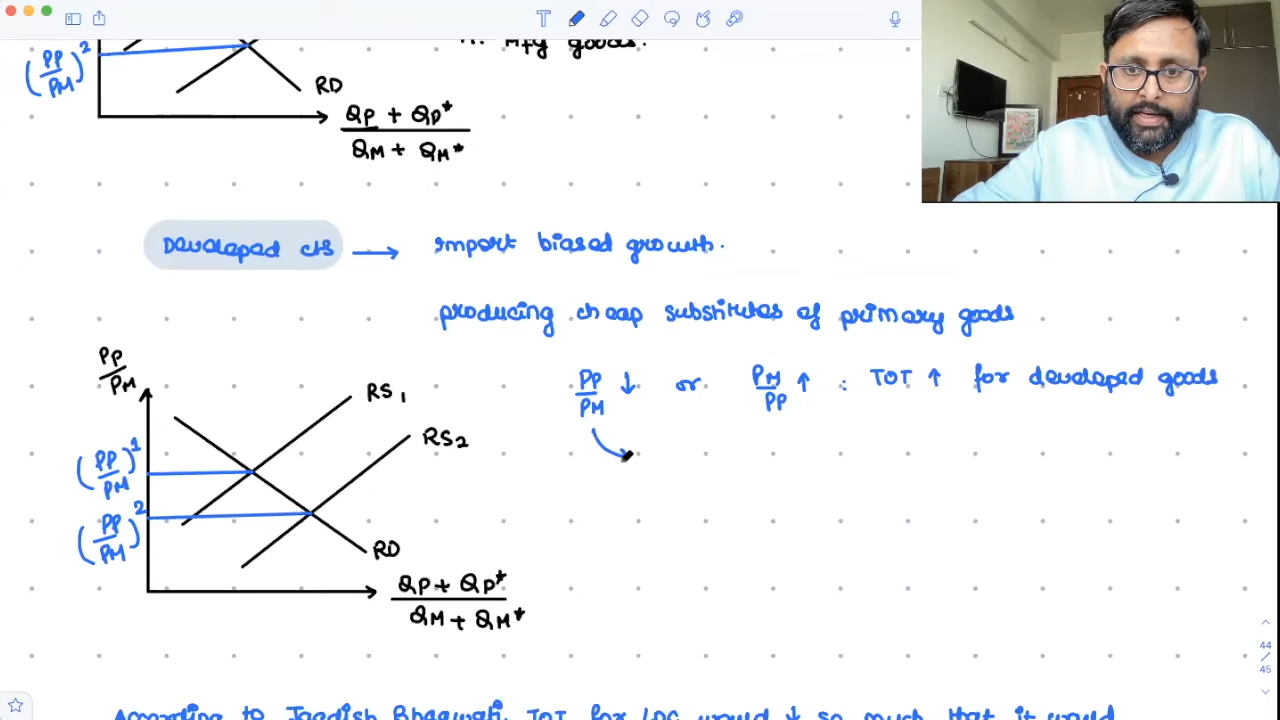 (PP/PM)²
n. Mfg goods.
RD
QP + QP*
QM + QM*
Developed cts → import biased growth.
producing cheap substitutes of primary goods
PP/PM
PP/PM ↓ or PM/PP ↑ : TOT ↑ for developed goods
RS1
RS2
(PP/PM)¹
(PP/PM)²
RD
QP + QP*
QM + QM*
44
/
45
According to Jagdish Bhagwati, TOT for LDC would ↓ so much that it would